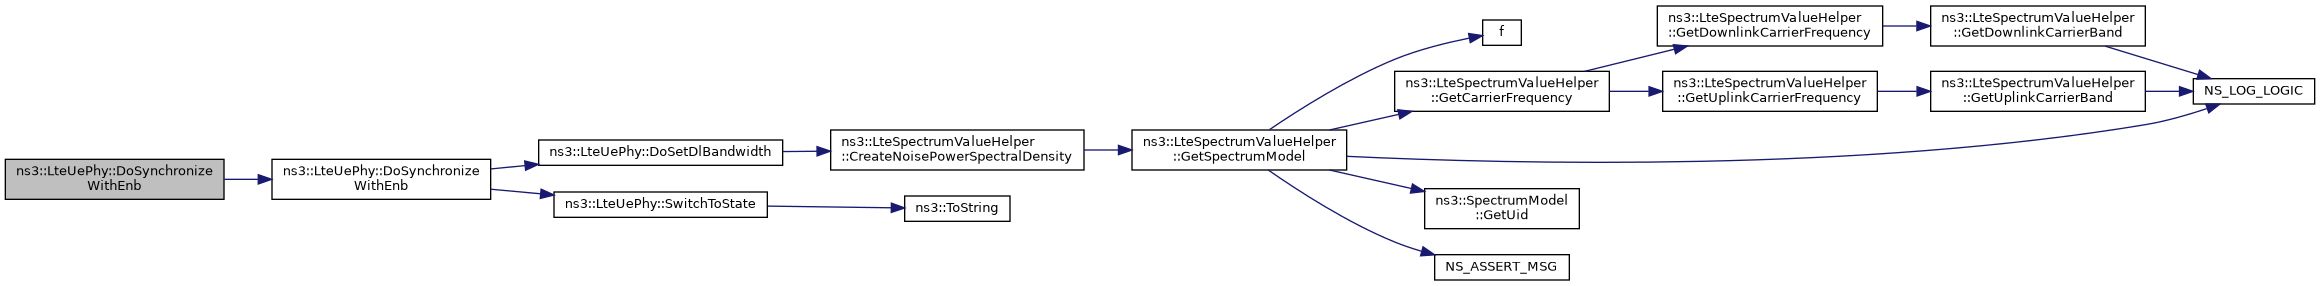 ns3::LteUePhy::DoSynchronize
WithEnb
ns3::LteUePhy::DoSynchronize
WithEnb
ns3::LteUePhy::DoSetDlBandwidth
ns3::LteUePhy::SwitchToState
ns3::LteSpectrumValueHelper
::CreateNoisePowerSpectralDensity
ns3::ToString
ns3::LteSpectrumValueHelper
::GetSpectrumModel
f
ns3::LteSpectrumValueHelper
::GetCarrierFrequency
ns3::SpectrumModel
::GetUid
NS_ASSERT_MSG
ns3::LteSpectrumValueHelper
::GetDownlinkCarrierFrequency
ns3::LteSpectrumValueHelper
::GetUplinkCarrierFrequency
ns3::LteSpectrumValueHelper
::GetDownlinkCarrierBand
ns3::LteSpectrumValueHelper
::GetUplinkCarrierBand
NS_LOG_LOGIC